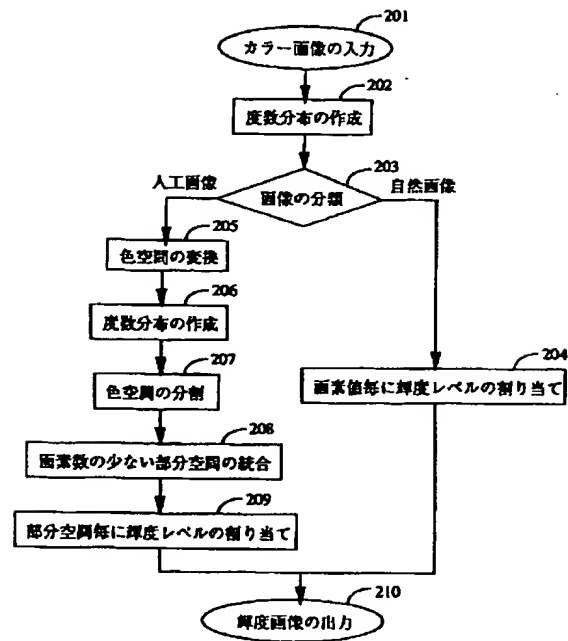 201
カラー画像の入力
202
度数分布の作成
203
人工画像
画像の分類
自然画像
205
色空間の変換
206
度数分布の作成
207
色空間の分割
204
画素値毎に輝度レベルの割り当て
208
画素数の少ない部分空間の統合
209
部分空間毎に輝度レベルの割り当て
210
輝度画像の出力